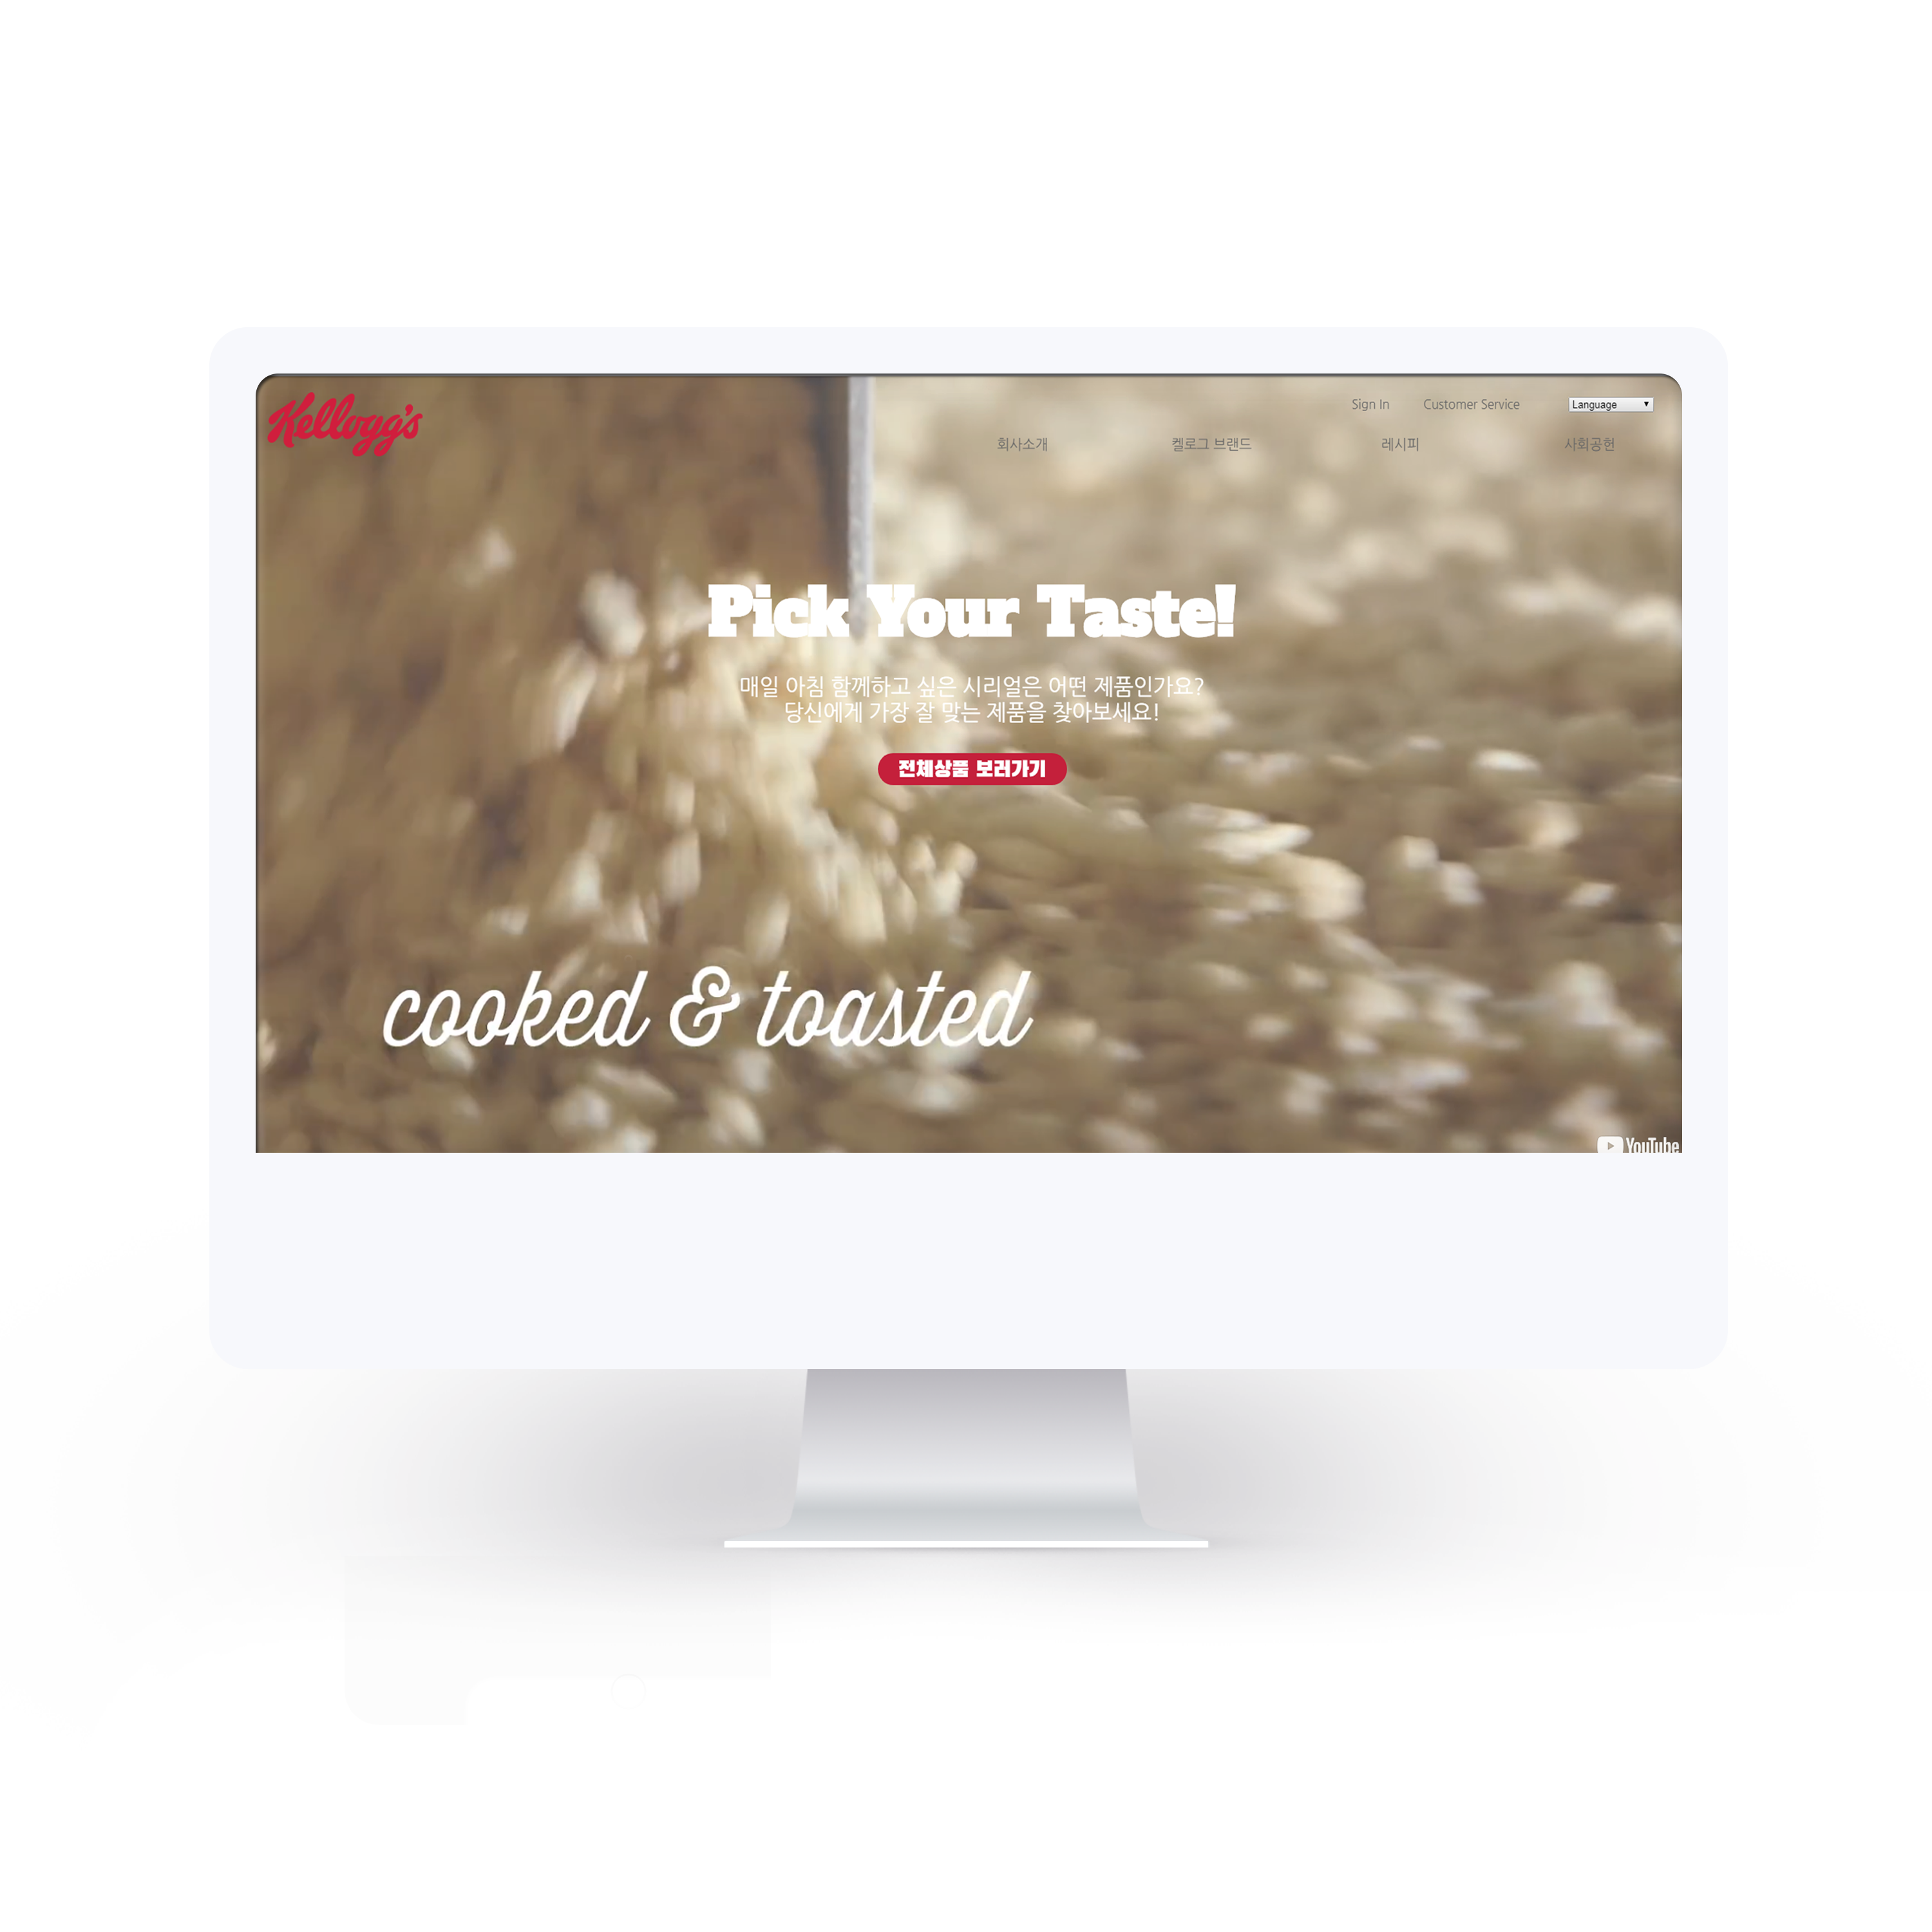 Kellogg's
Sign In Customer Service Language
회사소개 켈로그 브랜드 레시피 사회공헌
Pick Your Taste!
매일 아침 함께하고 싶은 시리얼은 어떤 제품인가요?
당신에게 가장 잘 맞는 제품을 찾아보세요!
전체상품 보러가기
cooked & toasted
YouTube